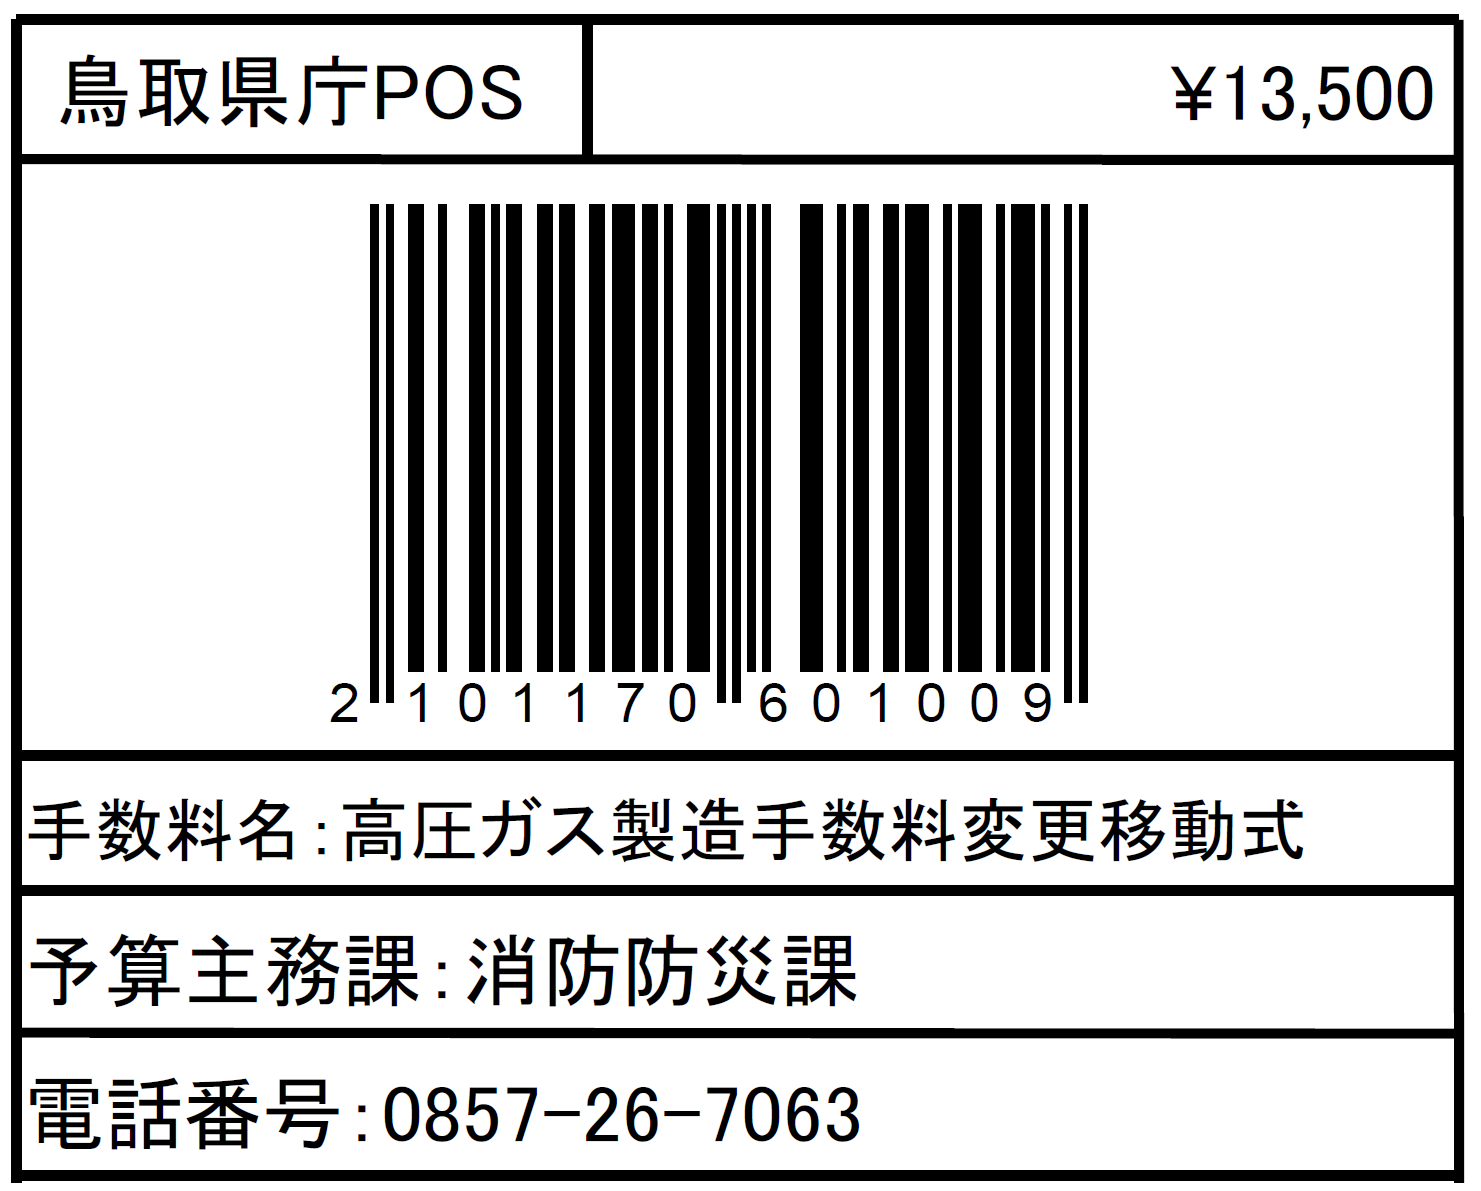 鳥取県庁POS ¥13,500
2 101170 601009
手数料名:高圧ガス製造手数料変更移動式
予算主務課:消防防災課
電話番号:0857-26-7063